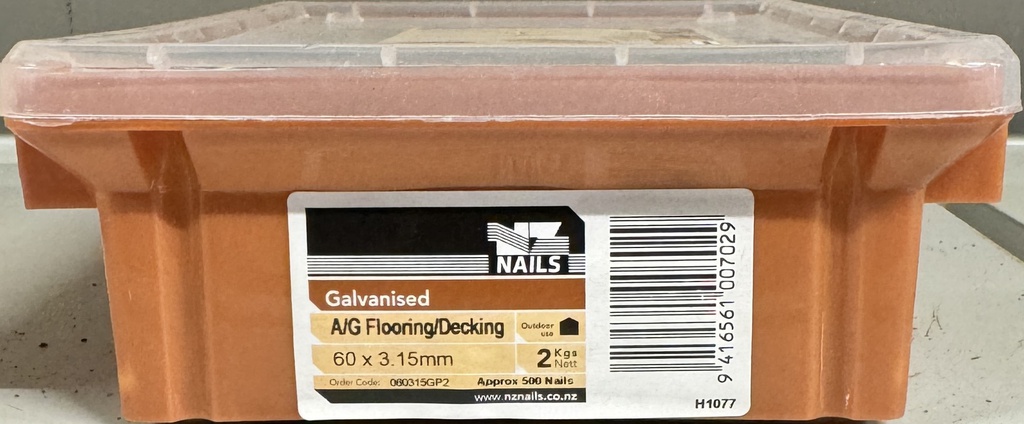 NZ
NAILS
Galvanised
A/G Flooring/Decking
Outdoor use
60 x 3.15mm
2 Kgs Nett
Order Code: 060315GP2 Approx 500 Nails
www.nznails.co.nz
9 416561 007029
H1077